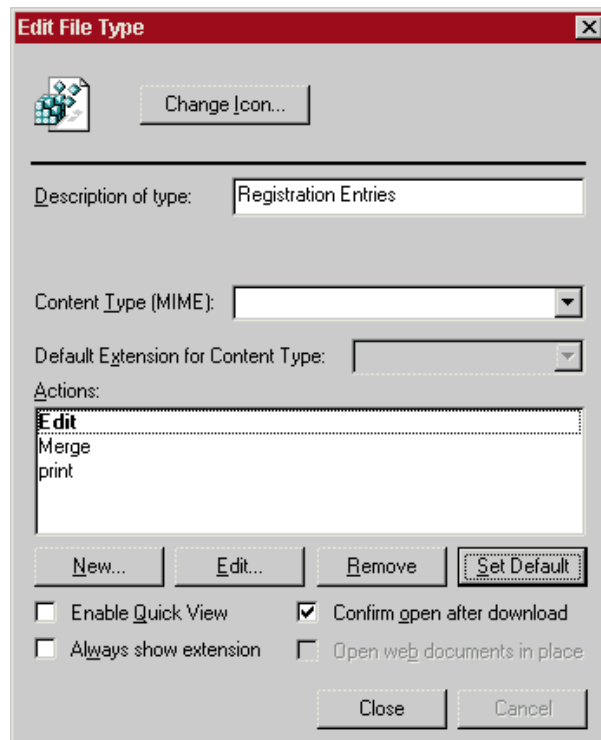 Edit File Type
Change Icon...
Description of type: Registration Entries
Content Type (MIME):
Default Extension for Content Type:
Actions:
Edit
Merge
print
New... Edit... Remove Set Default
Enable Quick View Confirm open after download
Always show extension Open web documents in place
Close Cancel